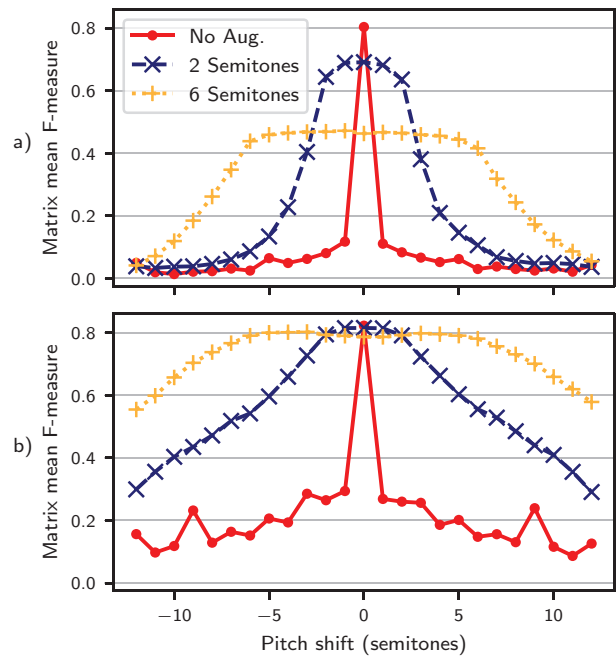 a)
Matrix mean F-measure
0.8
0.6
0.4
0.2
0.0
No Aug.
2 Semitones
6 Semitones
b)
Matrix mean F-measure
0.8
0.6
0.4
0.2
0.0
−10 −5 0 5 10
Pitch shift (semitones)